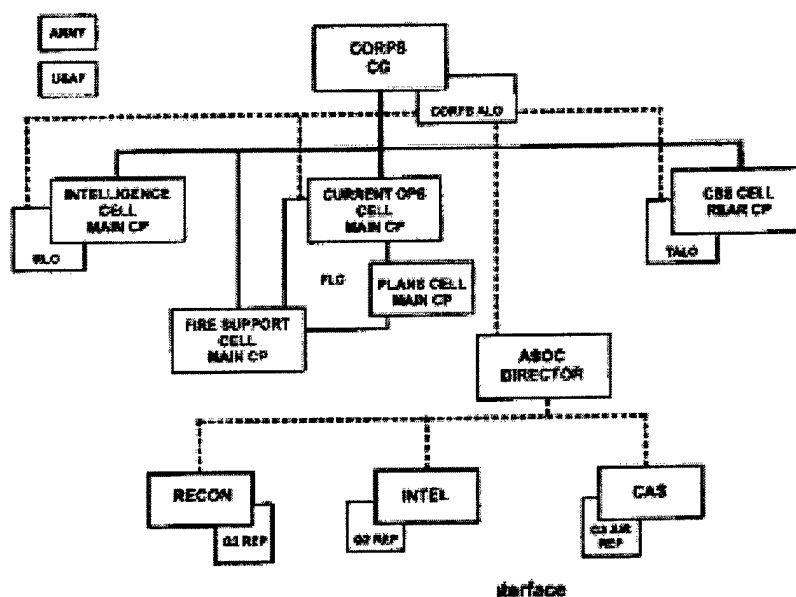 ARMY
USAF
CORPS
CG
CORPS ALO
INTELLIGENCE
CELL
MAIN CP
CURRENT OPS
CELL
MAIN CP
CSS CELL
REAR CP
TALO
FLO
PLANS CELL
MAIN CP
FIRE SUPPORT
CELL
MAIN CP
ASOC
DIRECTOR
RECON
INTEL
CAS
G2 REP
G3 AIR
REP
terface